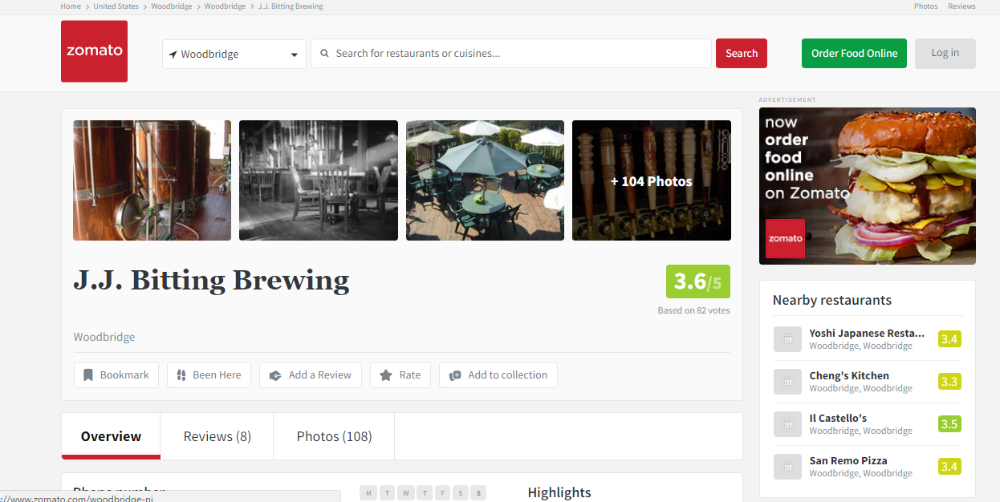 Home > United States > Woodbridge > Woodbridge > J.J. Bitting Brewing
Photos Reviews
zomato
Woodbridge
Search for restaurants or cuisines...
Search
Order Food Online
Log in
ADVERTISEMENT
now
order
food
online
on Zomato
zomato
+ 104 Photos
J.J. Bitting Brewing
3.6/5
Based on 82 votes
Woodbridge
Bookmark
Been Here
Add a Review
Rate
Add to collection
Nearby restaurants
Yoshi Japanese Resta...
Woodbridge, Woodbridge
3.4
Cheng's Kitchen
Woodbridge, Woodbridge
3.3
Il Castello's
Woodbridge, Woodbridge
3.5
San Remo Pizza
Woodbridge, Woodbridge
3.4
Overview
Reviews (8)
Photos (108)
Phone number
M T W T F S S
Highlights
://www.zomato.com/woodbridge-nj